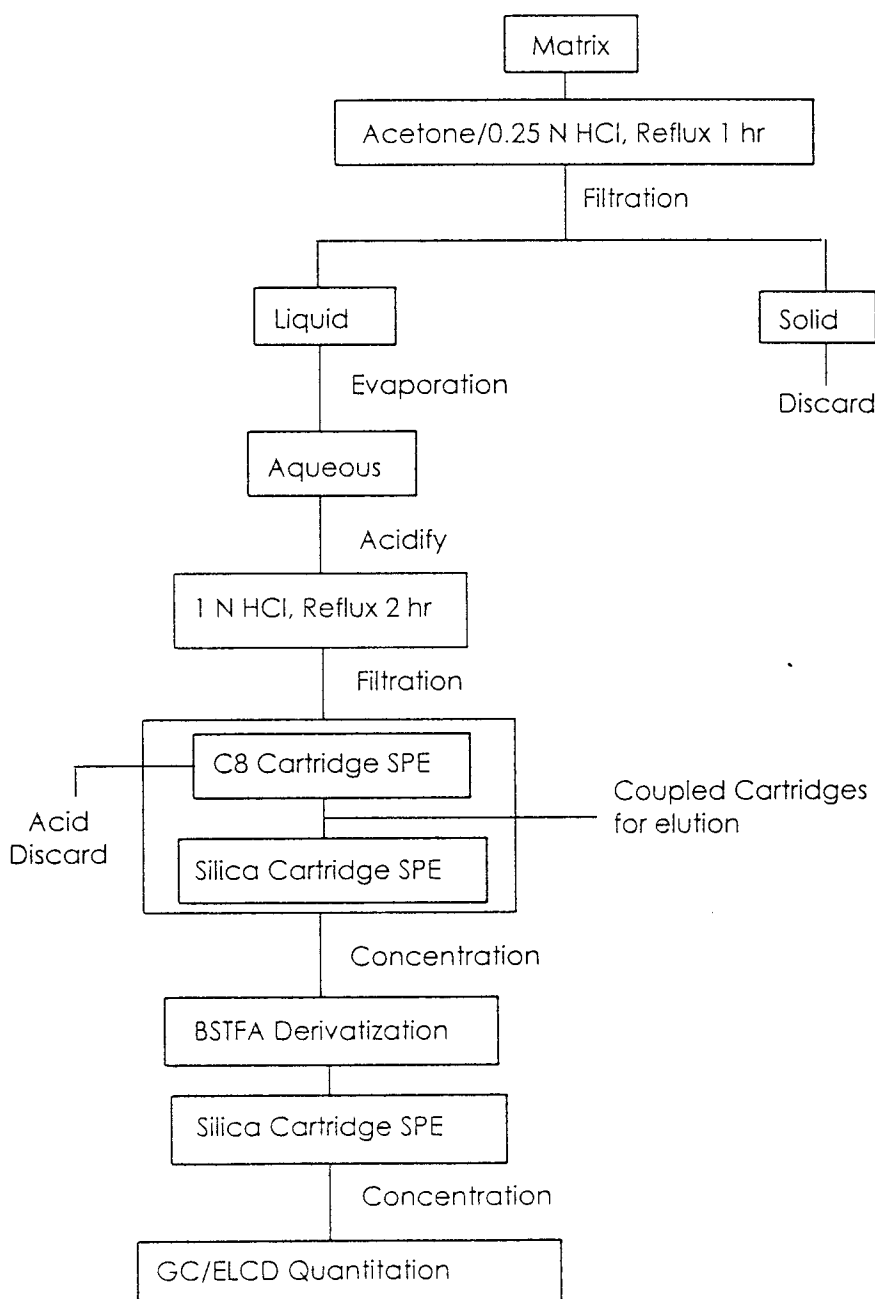 Matrix
Acetone/0.25 N HCl, Reflux 1 hr
Filtration
Liquid
Solid
Evaporation
Discard
Aqueous
Acidify
1 N HCl, Reflux 2 hr
Filtration
C8 Cartridge SPE
Acid
Discard
Coupled Cartridges
for elution
Silica Cartridge SPE
Concentration
BSTFA Derivatization
Silica Cartridge SPE
Concentration
GC/ELCD Quantitation